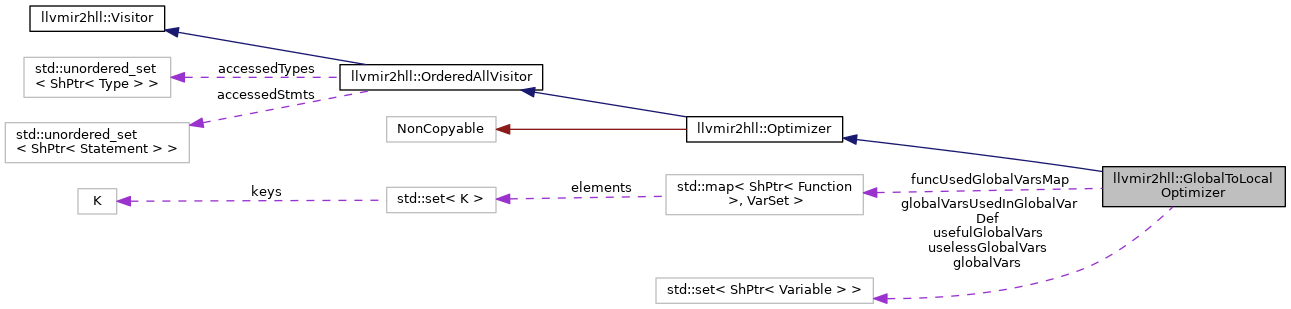 llvmir2hll::Visitor
std::unordered_set
< ShPtr< Type > >
accessedTypes
llvmir2hll::OrderedAllVisitor
accessedStmts
std::unordered_set
< ShPtr< Statement > >
NonCopyable
llvmir2hll::Optimizer
llvmir2hll::GlobalToLocal
Optimizer
funcUsedGlobalVarsMap
std::map< ShPtr< Function
>, VarSet >
elements
std::set< K >
keys
K
globalVarsUsedInGlobalVar
Def
usefulGlobalVars
uselessGlobalVars
globalVars
std::set< ShPtr< Variable > >